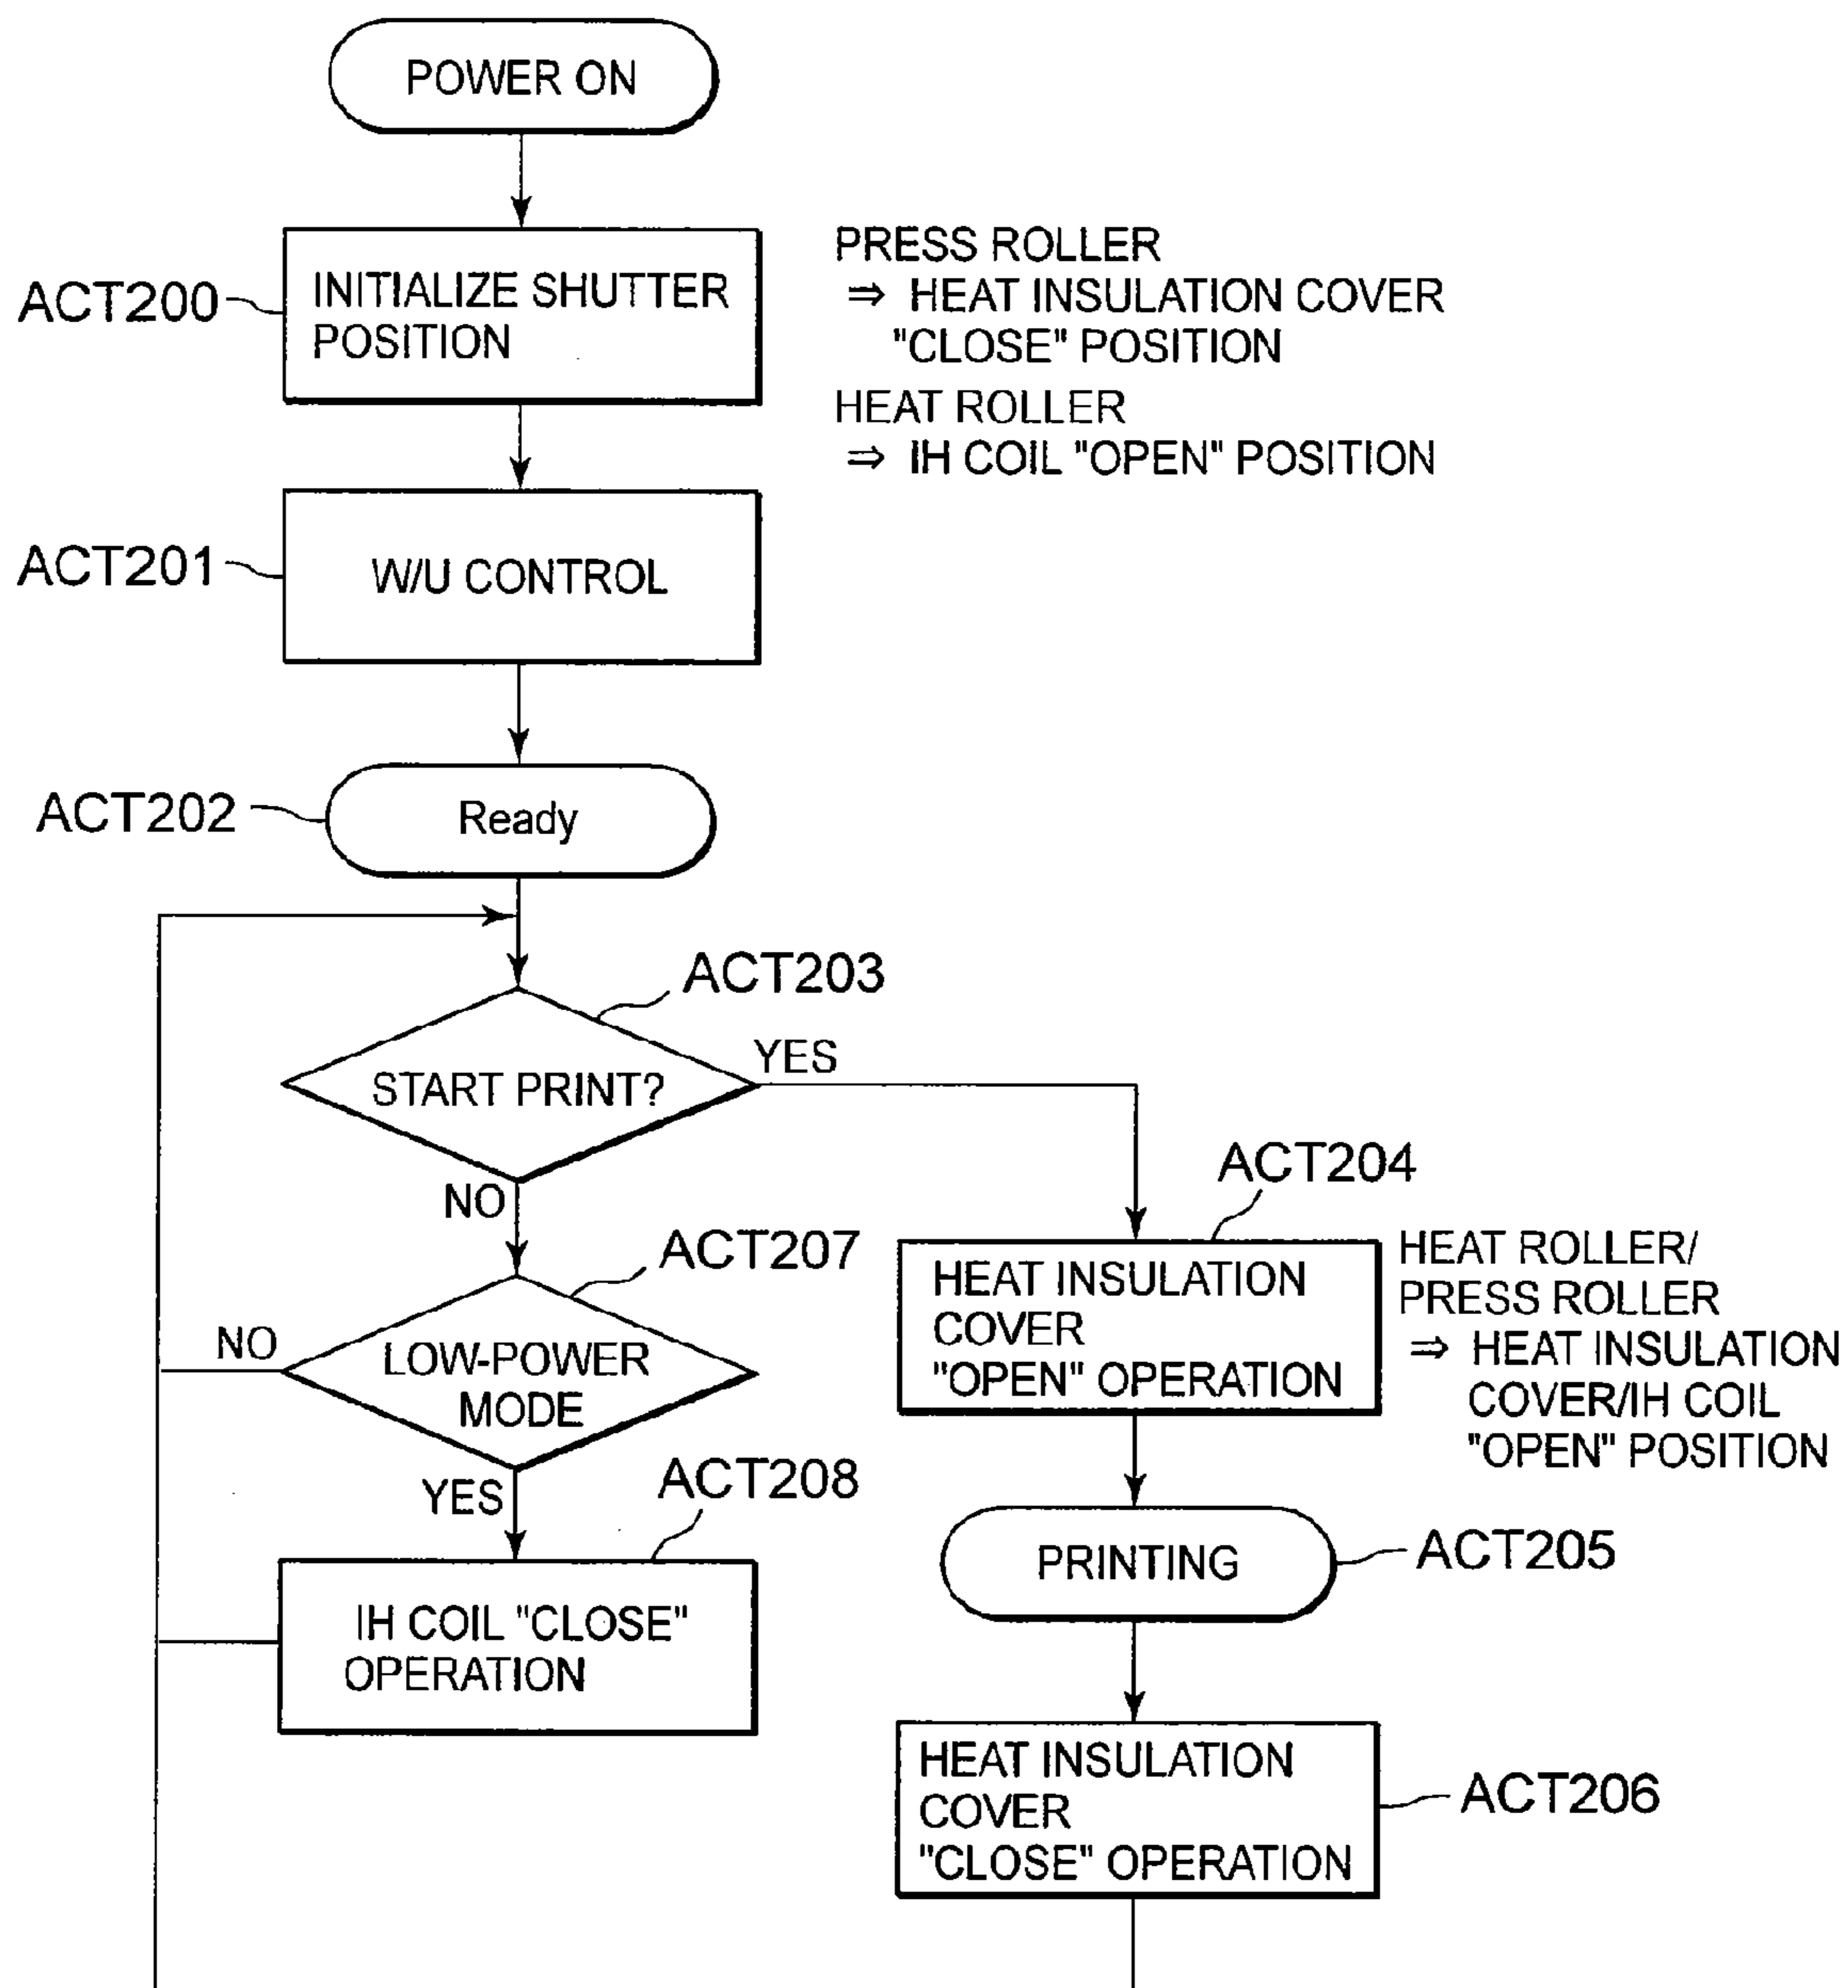 POWER ON
ACT200
INITIALIZE SHUTTER
POSITION
PRESS ROLLER
⇒ HEAT INSULATION COVER
"CLOSE" POSITION
HEAT ROLLER
⇒ IH COIL "OPEN" POSITION
ACT201
W/U CONTROL
ACT202
Ready
ACT203
START PRINT?
YES
NO
ACT204
HEAT INSULATION
COVER
"OPEN" OPERATION
HEAT ROLLER/
PRESS ROLLER
⇒ HEAT INSULATION
COVER/IH COIL
"OPEN" POSITION
ACT207
LOW-POWER
MODE
NO
YES
ACT208
IH COIL "CLOSE"
OPERATION
PRINTING
ACT205
HEAT INSULATION
COVER
"CLOSE" OPERATION
ACT206